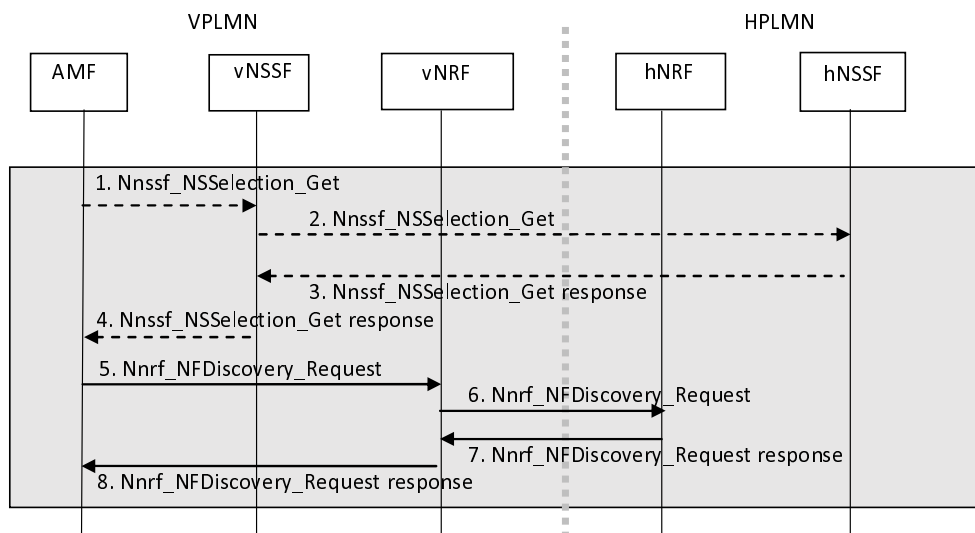 VPLMN
HPLMN
AMF
vNSSF
vNRF
hNRF
hNSSF
1. Nnssf_NSSelection_Get
2. Nnssf_NSSelection_Get
3. Nnssf_NSSelection_Get response
4. Nnssf_NSSelection_Get response
5. Nnrf_NFDiscovery_Request
6. Nnrf_NFDiscovery_Request
7. Nnrf_NFDiscovery_Request response
8. Nnrf_NFDiscovery_Request response